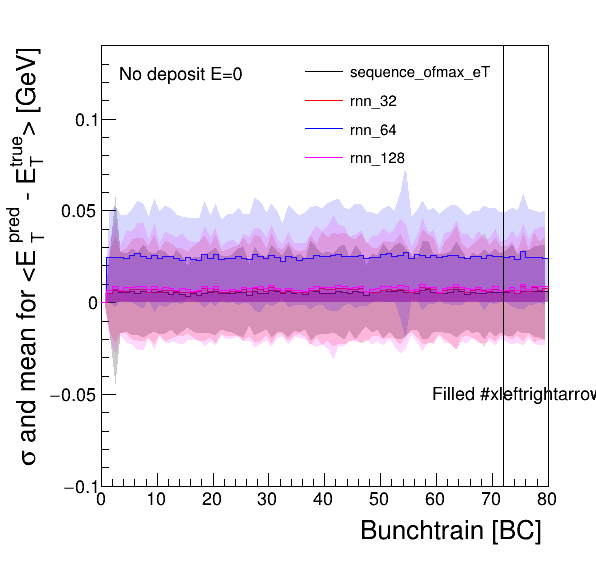 No deposit E=0
sequence_ofmax_eT
rnn_32
rnn_64
rnn_128
σ and mean for <E_T^pred - E_T^true> [GeV]
0.1
0.05
0
−0.05
−0.1
Filled #xleftrightarrow
0 10 20 30 40 50 60 70 80
Bunchtrain [BC]